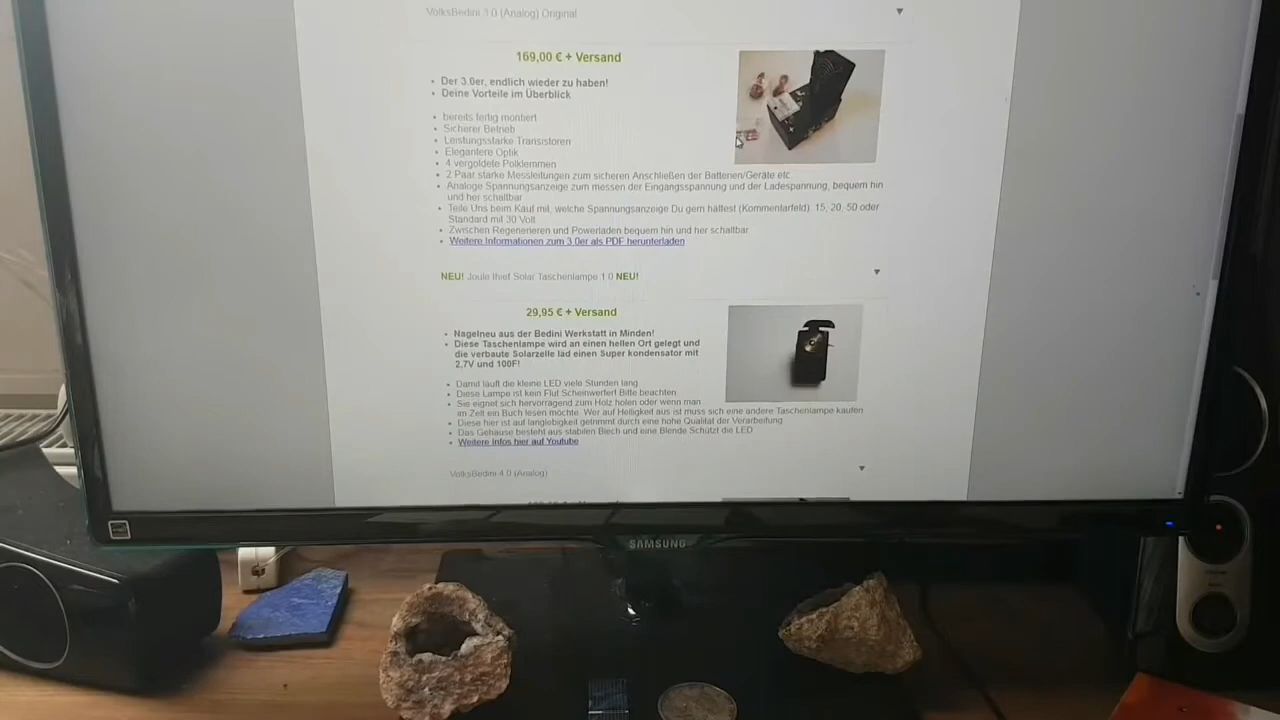 VolksBedini 3.0 (Analog) Original
169,00 € + Versand
Der 3.0er, endlich wieder zu haben!
Deine Vorteile im Überblick
bereits fertig montiert
Sicherer Betrieb
Leistungsstarke Transistoren
Elegantere Optik
4 vergoldete Polklemmen
2 Paar starke Messleitungen zum sicheren Anschließen der Batterien/Geräte etc.
Analoge Spannungsanzeige zum messen der Eingangsspannung und der Ladespannung, bequem hin
und her schaltbar
Teile Uns beim Kauf mit, welche Spannungsanzeige Du gern hättest (Kommentarfeld) 15, 20, 50 oder
Standard mit 30 Volt
Zwischen Regenerieren und Powerladen bequem hin und her schaltbar
Weitere Informationen zum 3.0er als PDF herunterladen
NEU! Joule thief Solar Taschenlampe 1.0 NEU!
29,95 € + Versand
Nagelneu aus der Bedini Werkstatt in Minden!
Diese Taschenlampe wird an einen hellen Ort gelegt und
die verbaute Solarzelle läd einen Super kondensator mit
2,7V und 100F!
Damit läuft die kleine LED viele Stunden lang
Diese Lampe ist kein Flut Scheinwerfer! Bitte beachten
Sie eignet sich hervorragend zum Holz holen oder wenn man
im Zelt ein Buch lesen möchte. Wer auf Helligkeit aus ist muss sich eine andere Taschenlampe kaufen
Diese hier ist auf langlebigkeit getrimmt durch eine hohe Qualität der Verarbeitung
Das Gehäuse besteht aus stabilen Blech und eine Blende Schützt die LED
Weitere Infos hier auf Youtube
VolksBedini 4.0 (Analog)
SAMSUNG